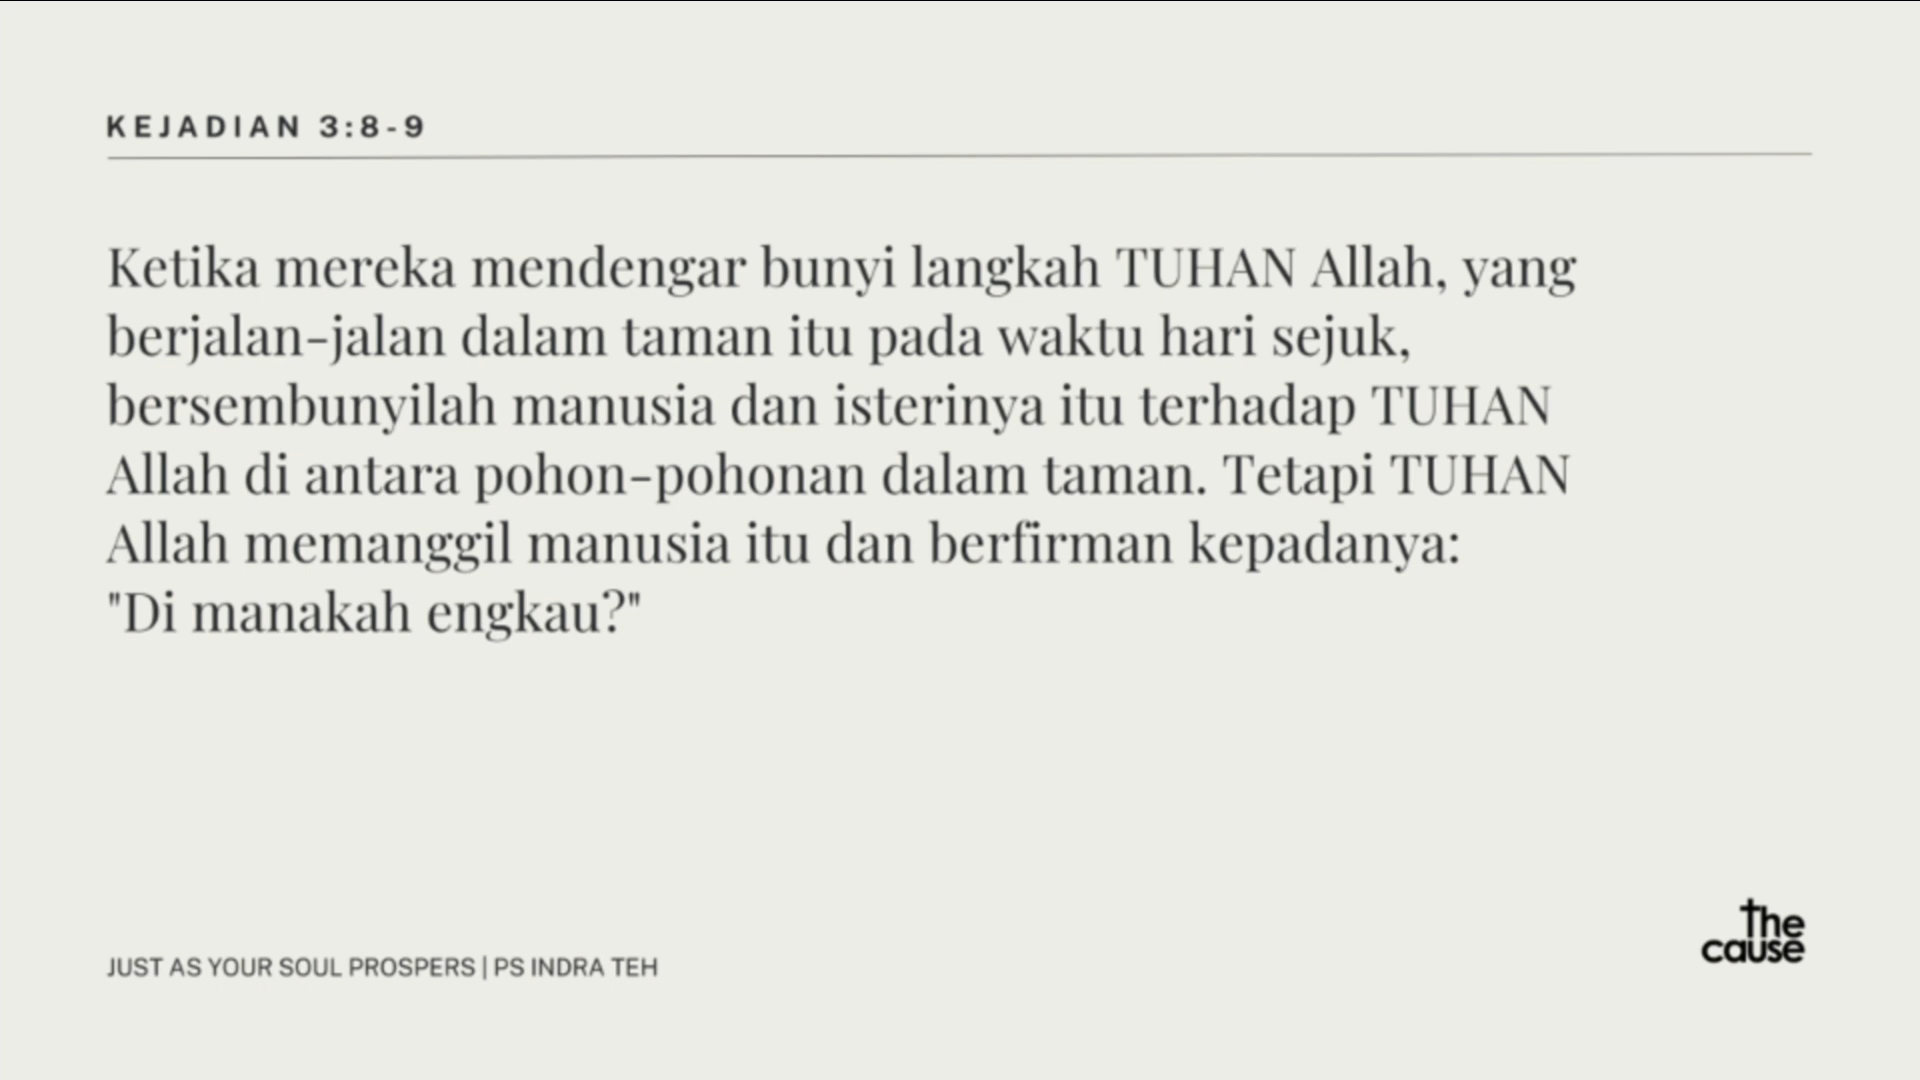 KEJADIAN 3:8-9
Ketika mereka mendengar bunyi langkah TUHAN Allah, yang
berjalan-jalan dalam taman itu pada waktu hari sejuk,
bersembunyilah manusia dan isterinya itu terhadap TUHAN
Allah di antara pohon-pohonan dalam taman. Tetapi TUHAN
Allah memanggil manusia itu dan berfirman kepadanya:
"Di manakah engkau?"
JUST AS YOUR SOUL PROSPERS | PS INDRA TEH
the
cause